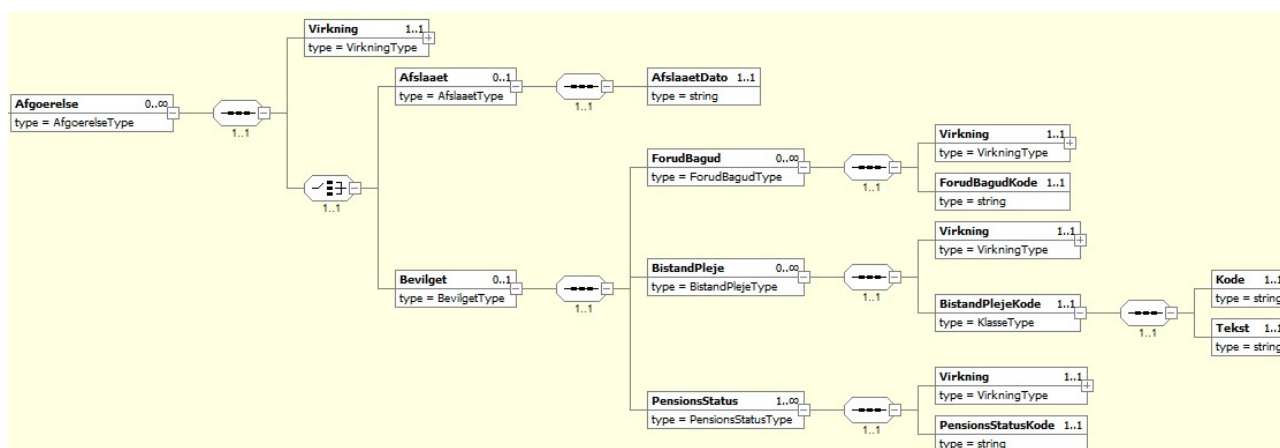 Virkning 1..1
type = VirkningType
Afgoerelse 0..∞
type = AfgoerelseType
1..1
Afslaaet 0..1
type = AfslaaetType
1..1
AfslaaetDato 1..1
type = string
1..1
Bevilget 0..1
type = BevilgetType
1..1
ForudBagud 0..∞
type = ForudBagudType
1..1
Virkning 1..1
type = VirkningType
ForudBagudKode 1..1
type = string
BistandPleje 0..∞
type = BistandPlejeType
1..1
Virkning 1..1
type = VirkningType
BistandPlejeKode 1..1
type = KlasseType
1..1
Kode 1..1
type = string
Tekst 1..1
type = string
PensionsStatus 1..∞
type = PensionsStatusType
1..1
Virkning 1..1
type = VirkningType
PensionsStatusKode 1..1
type = string